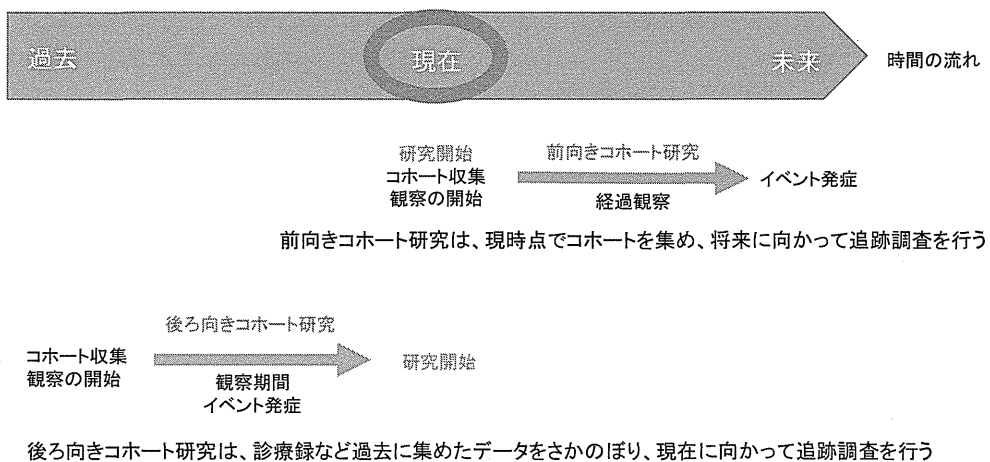 過去
現在
未来
時間の流れ
研究開始
コホート収集
観察の開始
前向きコホート研究
経過観察
イベント発症
前向きコホート研究は、現時点でコホートを集め、将来に向かって追跡調査を行う
後ろ向きコホート研究
コホート収集
観察の開始
観察期間
イベント発症
研究開始
後ろ向きコホート研究は、診療録など過去に集めたデータをさかのぼり、現在に向かって追跡調査を行う